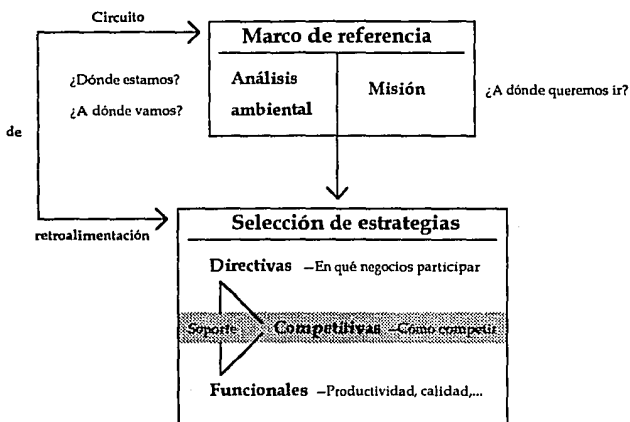 Circuito
Marco de referencia
¿Dónde estamos?
¿A dónde vamos?
Análisis
ambiental
Misión
¿A dónde queremos ir?
de
retroalimentación
Selección de estrategias
Directivas –En qué negocios participar
Soporte Competitivas –Cómo competir
Funcionales –Productividad, calidad,...